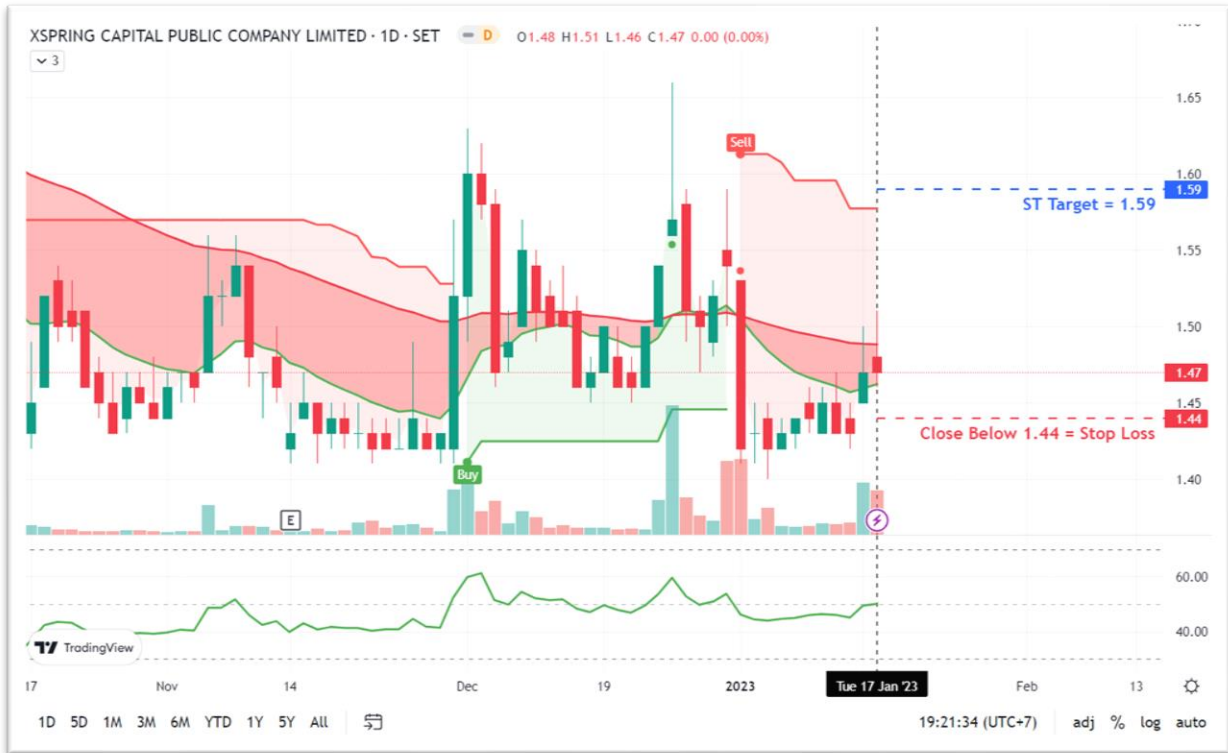 XSPRING CAPITAL PUBLIC COMPANY LIMITED · 1D · SET D O1.48 H1.51 L1.46 C1.47 0.00 (0.00%)
3
1.65
Sell
1.60
1.59
ST Target = 1.59
1.55
1.50
1.47
1.45
1.44
Close Below 1.44 = Stop Loss
Buy
1.40
E
60.00
40.00
TradingView
17 Nov 14 Dec 19 2023 Tue 17 Jan '23 Feb 13
1D 5D 1M 3M 6M YTD 1Y 5Y All 19:21:34 (UTC+7) adj % log auto